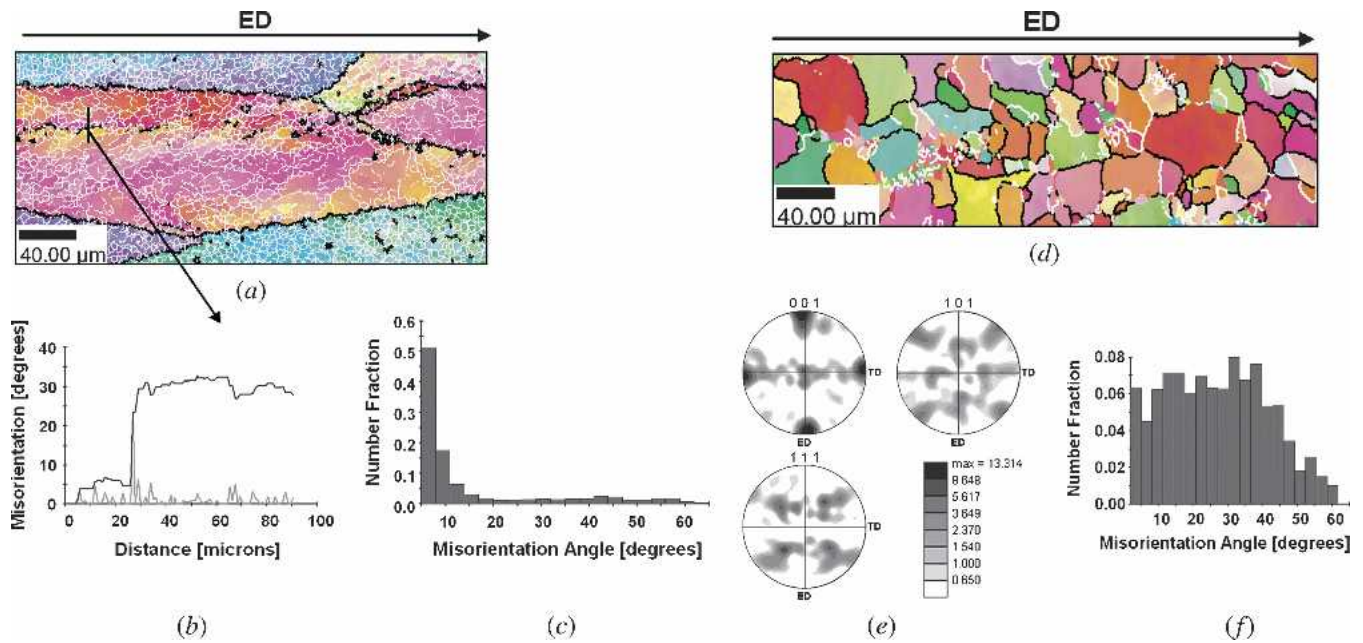 ED
40.00 µm
(a)
Misorientation [degrees]
40
30
20
10
0
0 20 40 60 80 100
Distance [microns]
(b)
Number Fraction
0.6
0.5
0.4
0.3
0.2
0.1
0.0
10 20 30 40 50 60
Misorientation Angle [degrees]
(c)
ED
40.00 µm
(d)
0 0 1
TD
ED
1 0 1
TD
ED
1 1 1
TD
ED
max = 13.314
8.648
5.617
3.649
2.370
1.540
1.000
0.650
(e)
Number Fraction
0.08
0.06
0.04
0.02
0.00
10 20 30 40 50 60
Misorientation Angle [degrees]
(f)